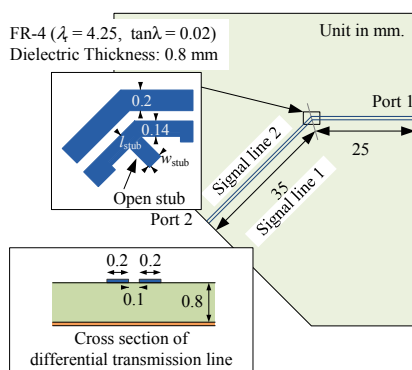 FR-4 (λr = 4.25, tanλ = 0.02)
Dielectric Thickness: 0.8 mm
Unit in mm.
Port 1
0.2
0.14
lstub
wstub
Open stub
25
Signal line 2
35
Signal line 1
Port 2
0.2 0.2
0.1
0.8
Cross section of
differential transmission line